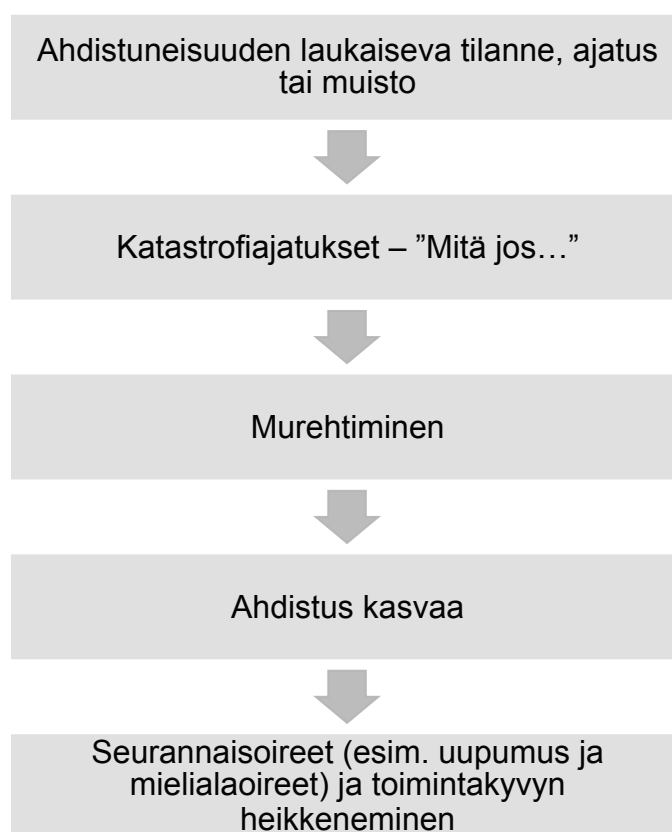 Ahdistuneisuuden laukaiseva tilanne, ajatus
tai muisto
Katastrofiajatukset – ”Mitä jos…”
Murehtiminen
Ahdistus kasvaa
Seurannaisoireet (esim. uupumus ja
mielialaoireet) ja toimintakyvyn
heikkeneminen